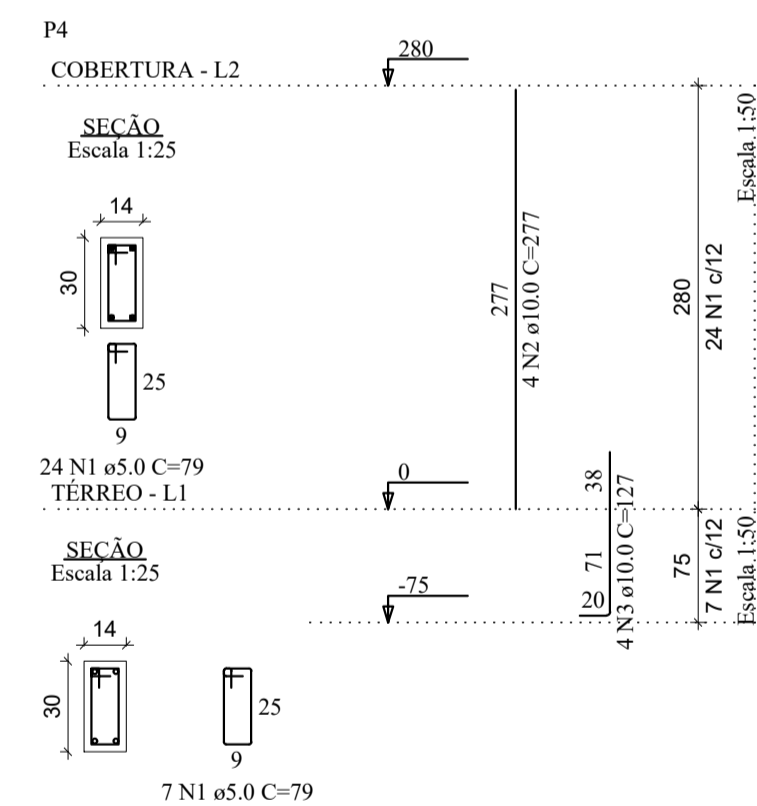 P4
COBERTURA - L2
280
SEÇÃO
Escala 1:25
14
30
25
9
24 N1 ø5.0 C=79
277
4 N2 ø10.0 C=277
280
24 N1 c/12
Escala 1:50
TÉRREO - L1
0
SEÇÃO
Escala 1:25
-75
38
71
20
4 N3 ø10.0 C=127
75
7 N1 c/12
Escala 1:50
14
30
25
9
7 N1 ø5.0 C=79